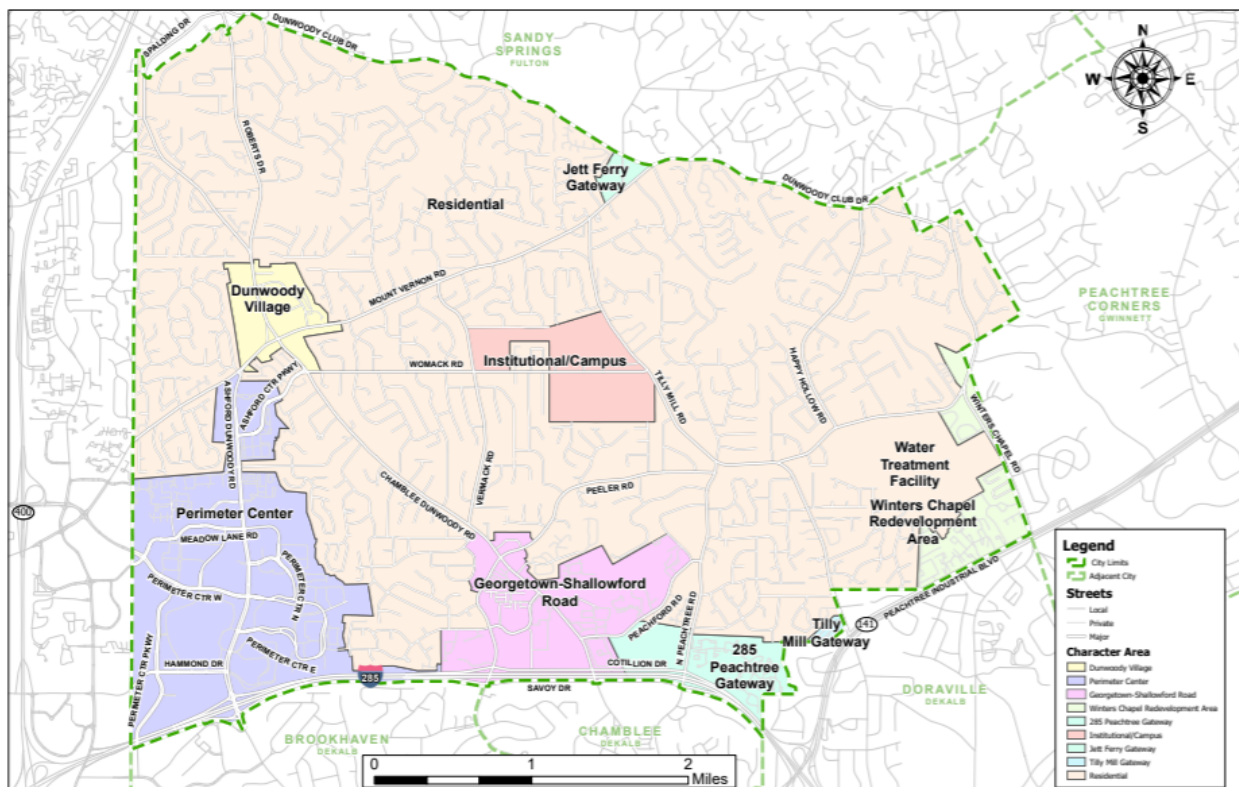 SPALDING DR
DUNWOODY CLUB DR
SANDY
SPRINGS
FULTON
N
W
E
S
ROBERTS DR
Jett Ferry
Gateway
DUNWOODY CLUB DR
Residential
Dunwoody
Village
MOUNT VERNON RD
PEACHTREE
CORNERS
GWINNETT
WOMACK RD
Institutional/Campus
TILLY MILL RD
HAPPY HOLLOW RD
ASHFORD CTR PKWY
ASHFORD DUNWOODY RD
WINTERS CHAPEL RD
Water
Treatment
Facility
CHAMBLEE DUNWOODY RD
VERMACK RD
PEELER RD
400
Perimeter Center
MEADOW LANE RD
Winters Chapel
Redevelopment
Area
PERIMETER CTR W
PERIMETER CTR N
Georgetown-Shallowford
Road
PEACHFORD RD
N PEACHTREE RD
PEACHTREE INDUSTRIAL BLVD
141
Tilly
Mill Gateway
PERIMETER CTR PKWY
HAMMOND DR
PERIMETER CTR E
285
COTILLION DR
SAVOY DR
285
Peachtree
Gateway
DORAVILLE
DEKALB
BROOKHAVEN
DEKALB
CHAMBLEE
DEKALB
0 1 2
Miles
Legend
City Limits
Adjacent City
Streets
Local
Private
Major
Character Area
Dunwoody Village
Perimeter Center
Georgetown-Shallowford Road
Winters Chapel Redevelopment Area
285 Peachtree Gateway
Institutional/Campus
Jett Ferry Gateway
Tilly Mill Gateway
Residential